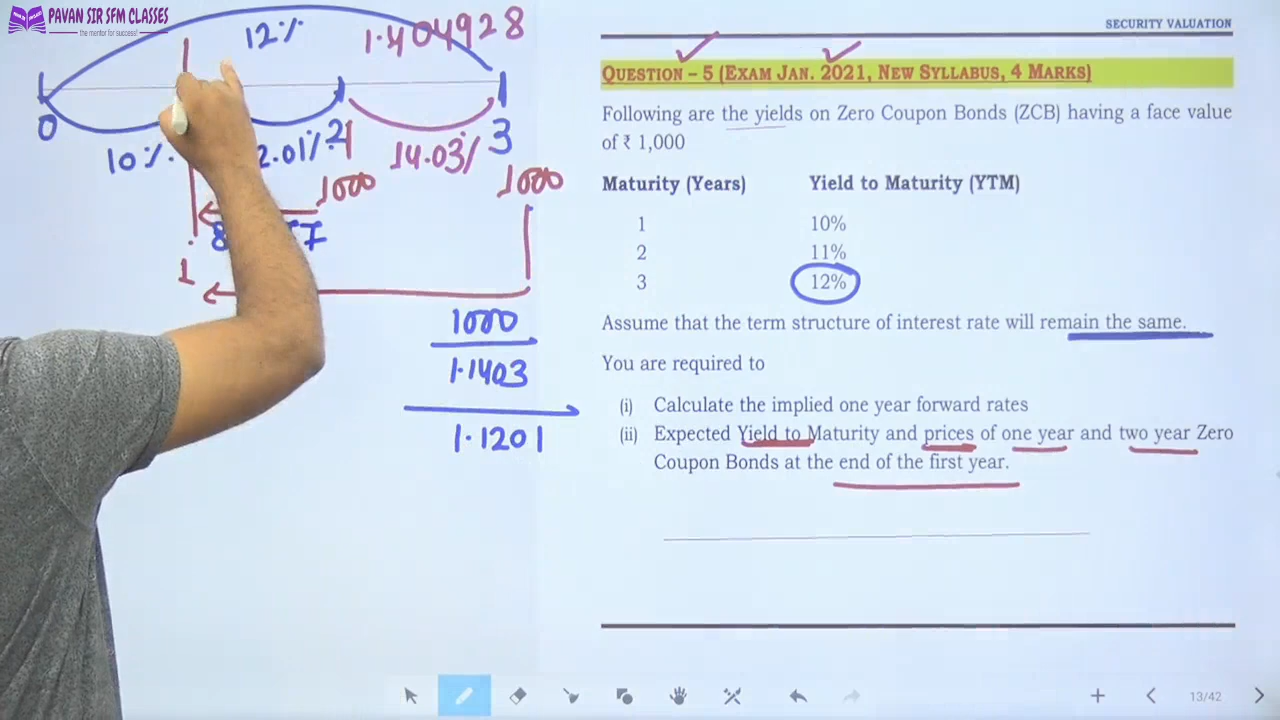 PAVAN SIR SFM CLASSES
the mentor for success!
12%
1.404928
0
10%
2.01%
2
14.03%
3
1000
1000
1
1000
1.1403
1.1201
SECURITY VALUATION
QUESTION – 5 (EXAM JAN. 2021, NEW SYLLABUS, 4 MARKS)
Following are the yields on Zero Coupon Bonds (ZCB) having a face value
of ₹ 1,000
Maturity (Years) Yield to Maturity (YTM)
1 10%
2 11%
3 12%
Assume that the term structure of interest rate will remain the same.
You are required to
(i) Calculate the implied one year forward rates
(ii) Expected Yield to Maturity and prices of one year and two year Zero
Coupon Bonds at the end of the first year.
13/42